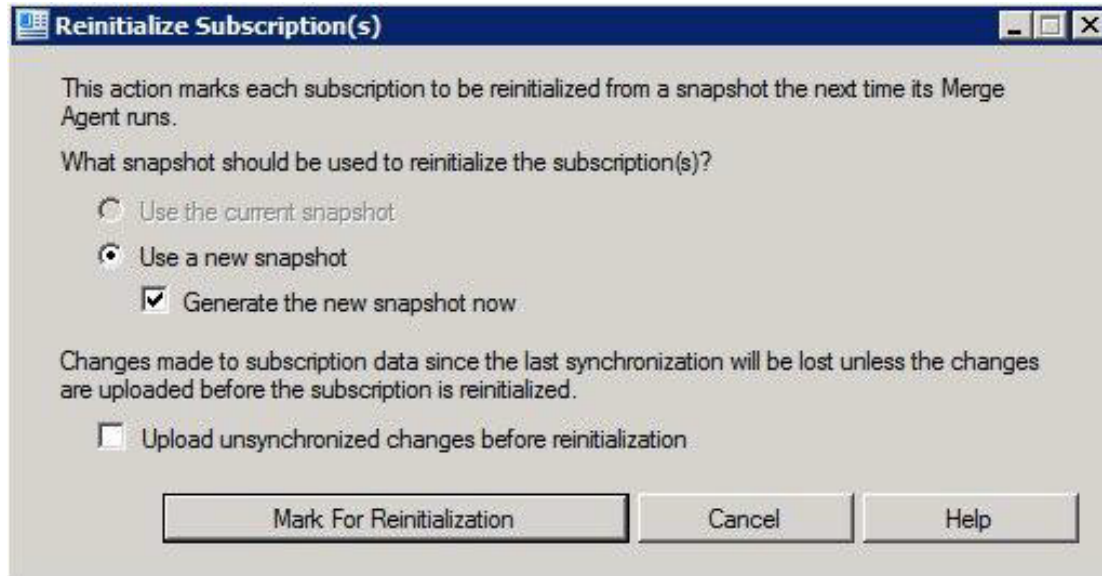 Reinitialize Subscription(s)
This action marks each subscription to be reinitialized from a snapshot the next time its Merge
Agent runs.
What snapshot should be used to reinitialize the subscription(s)?
Use the current snapshot
Use a new snapshot
Generate the new snapshot now
Changes made to subscription data since the last synchronization will be lost unless the changes
are uploaded before the subscription is reinitialized.
Upload unsynchronized changes before reinitialization
Mark For Reinitialization Cancel Help